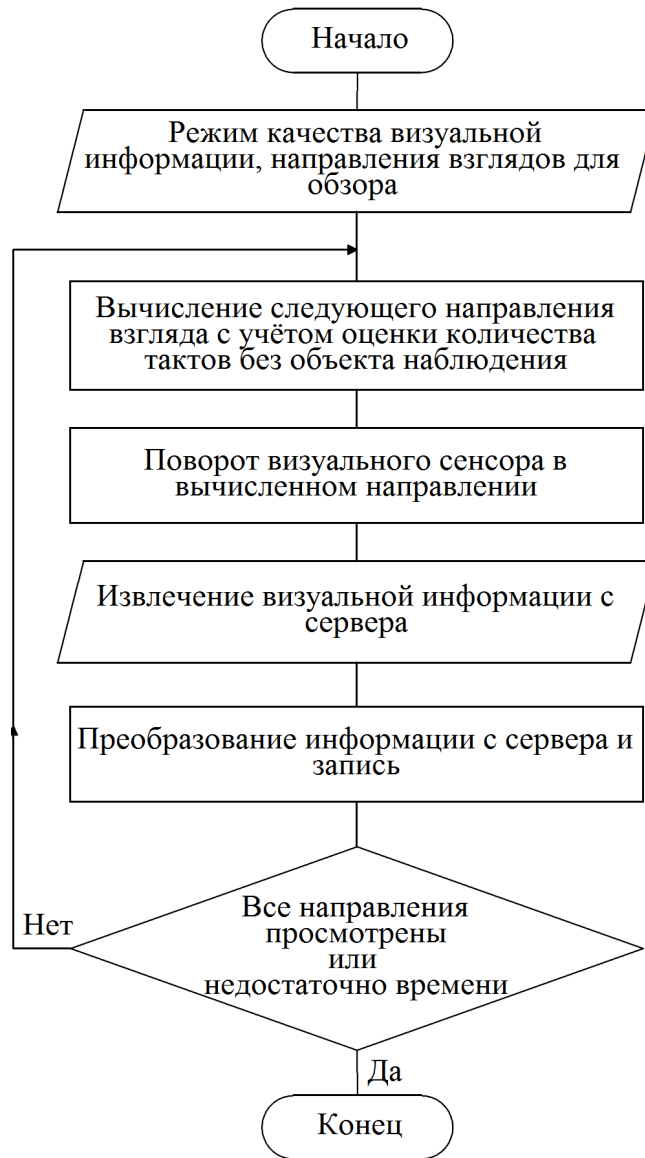 Начало
Режим качества визуальной
информации, направления взглядов для
обзора
Вычисление следующего направления
взгляда с учётом оценки количества
тактов без объекта наблюдения
Поворот визуального сенсора в
вычисленном направлении
Извлечение визуальной информации с
сервера
Преобразование информации с сервера и
запись
Все направления
просмотрены
или
недостаточно времени
Нет
Да
Конец